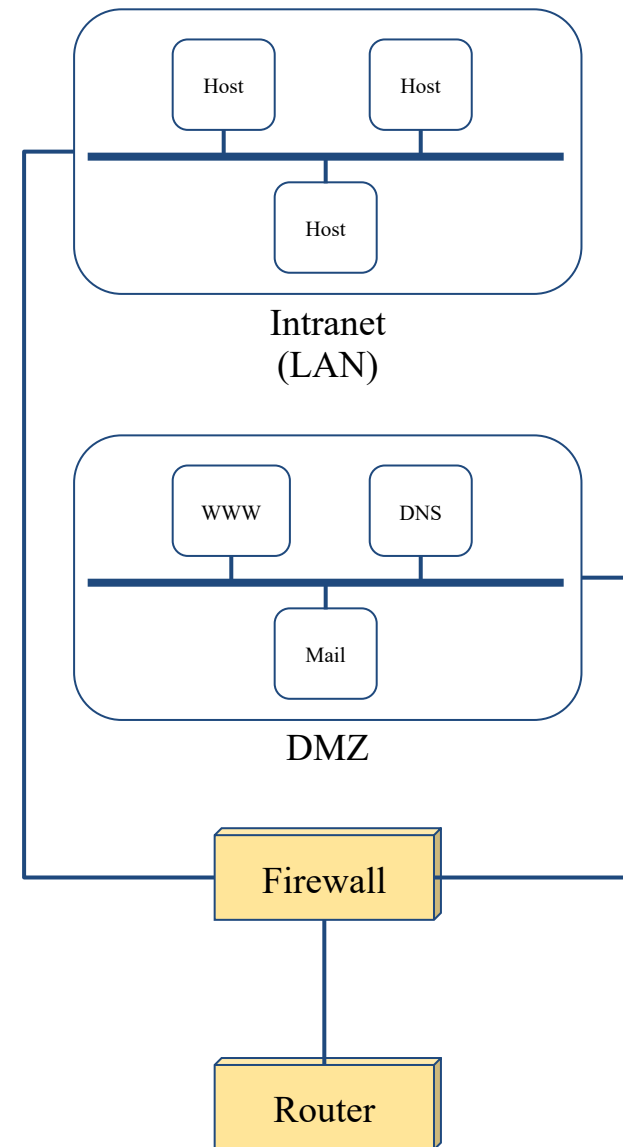 Host
Host
Host
Intranet
(LAN)
WWW
DNS
Mail
DMZ
Firewall
Router